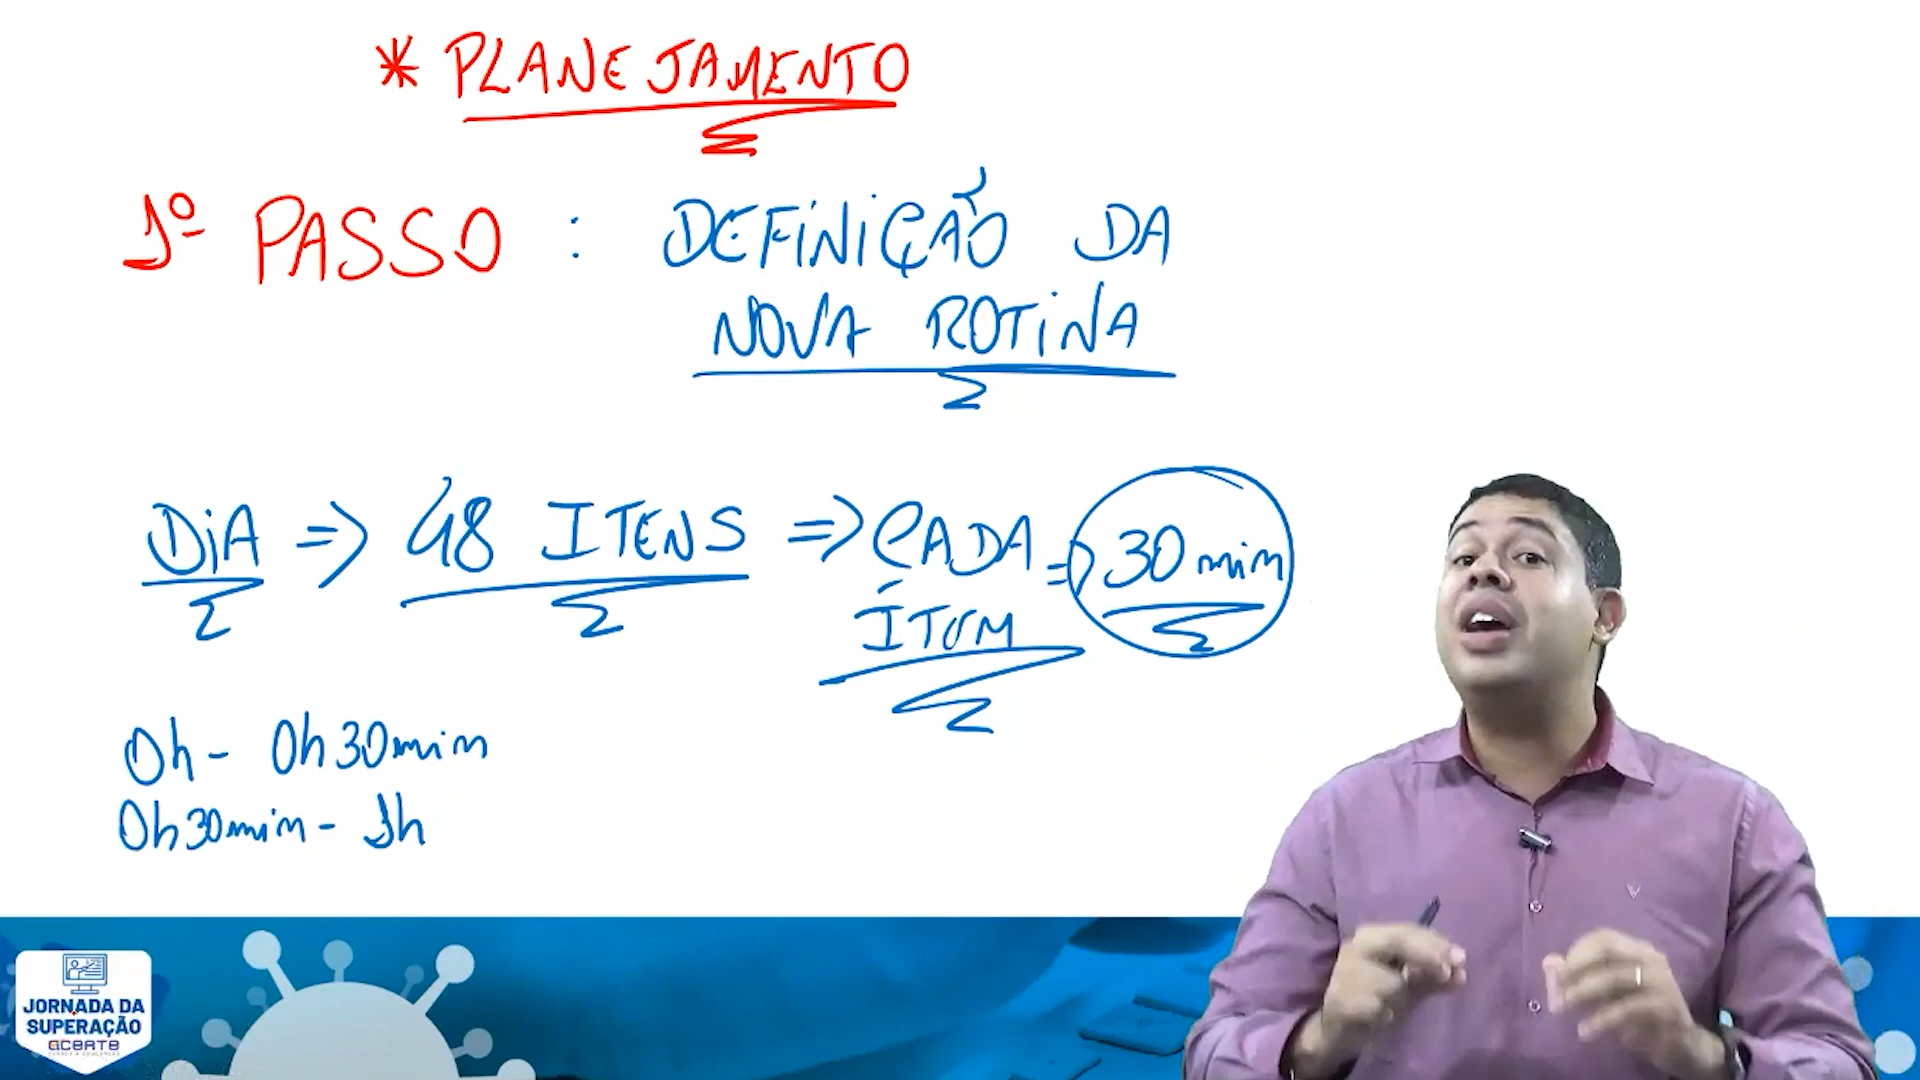 * PLANEJAMENTO
1º PASSO : DEFINIÇÃO DA
NOVA ROTINA
DIA => 48 ITENS => CADA => 30 min
ÍTEM
0h - 0h30min
0h30min - 1h
JORNADA DA
SUPERAÇÃO